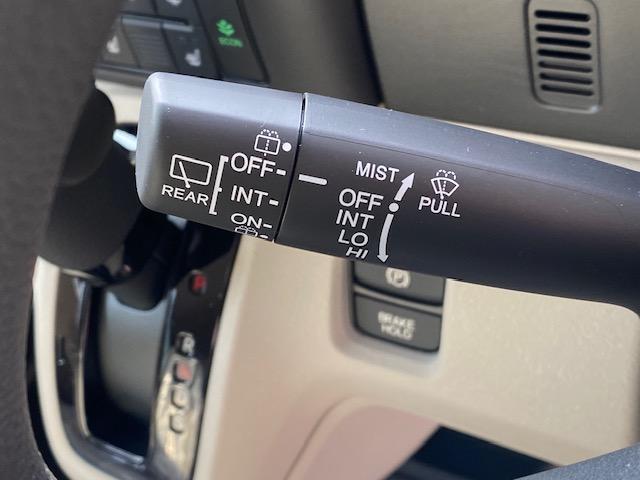 ECON
REAR
OFF-
INT-
ON-
MIST
OFF
INT
LO
HI
PULL
P
BRAKE
HOLD
R